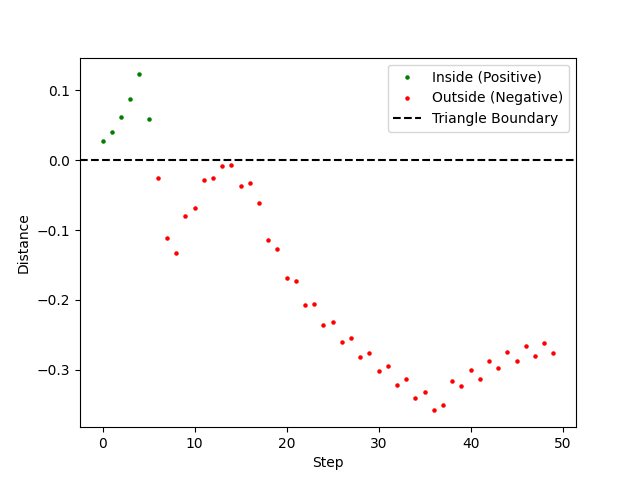 Inside (Positive)
Outside (Negative)
Triangle Boundary
0.1
0.0
−0.1
−0.2
−0.3
Distance
0 10 20 30 40 50
Step